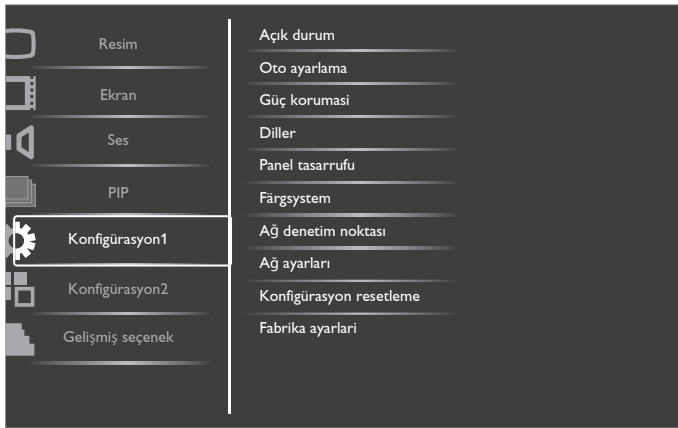 Resim
Ekran
Ses
PIP
Konfigürasyon1
Konfigürasyon2
Gelişmiş seçenek
Açık durum
Oto ayarlama
Güç korumasi
Diller
Panel tasarrufu
Färgsystem
Ağ denetim noktası
Ağ ayarları
Konfigürasyon resetleme
Fabrika ayarlari